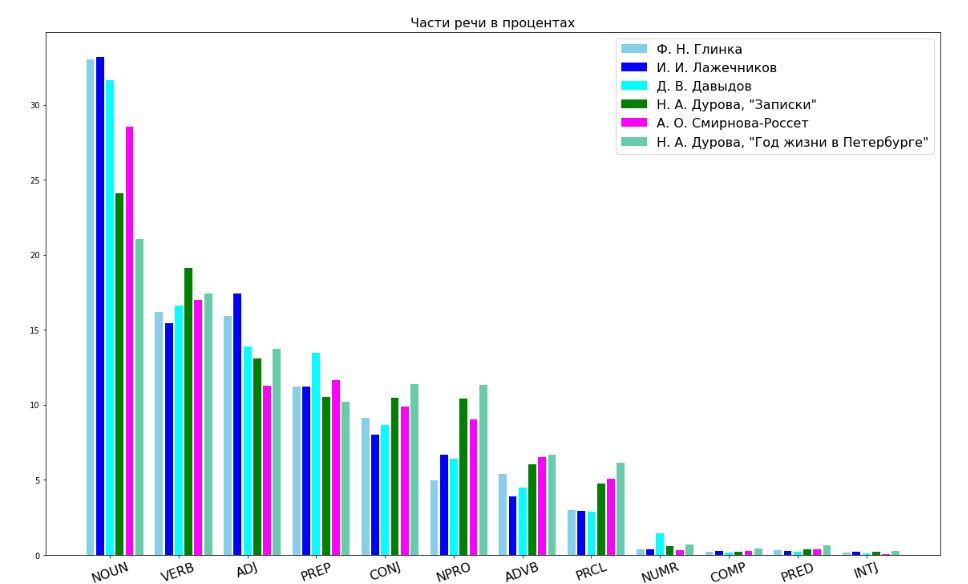 Части речи в процентах
Ф. Н. Глинка
И. И. Лажечников
Д. В. Давыдов
Н. А. Дурова, "Записки"
А. О. Смирнова-Россет
Н. А. Дурова, "Год жизни в Петербурге"
30
25
20
15
10
5
0
NOUN VERB ADJ PREP CONJ NPRO ADVB PRCL NUMR COMP PRED INTJ